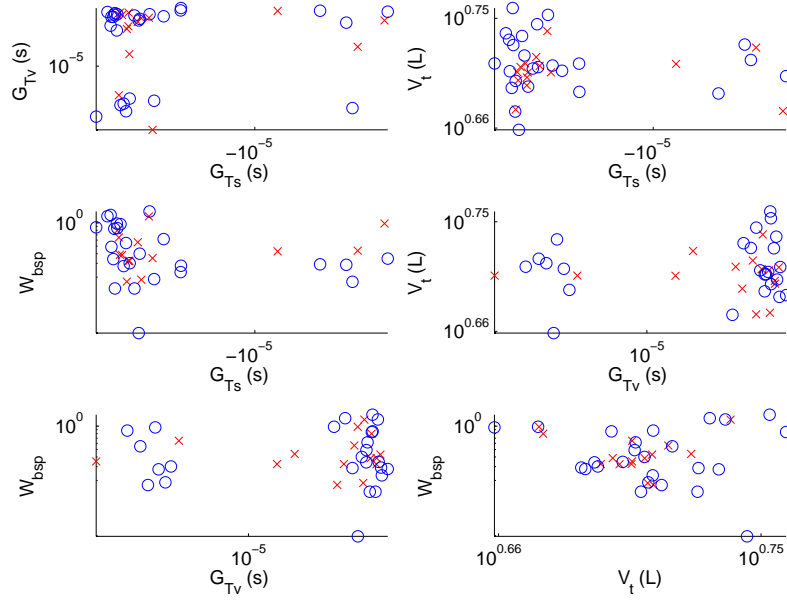 G_Tv (s)
10^-5
−10^-5
G_Ts (s)
V_t (L)
10^0.75
10^0.66
−10^-5
G_Ts (s)
W_bsp
10^0
−10^-5
G_Ts (s)
V_t (L)
10^0.75
10^0.66
10^-5
G_Tv (s)
W_bsp
10^0
10^-5
G_Tv (s)
W_bsp
10^0
10^0.66
10^0.75
V_t (L)